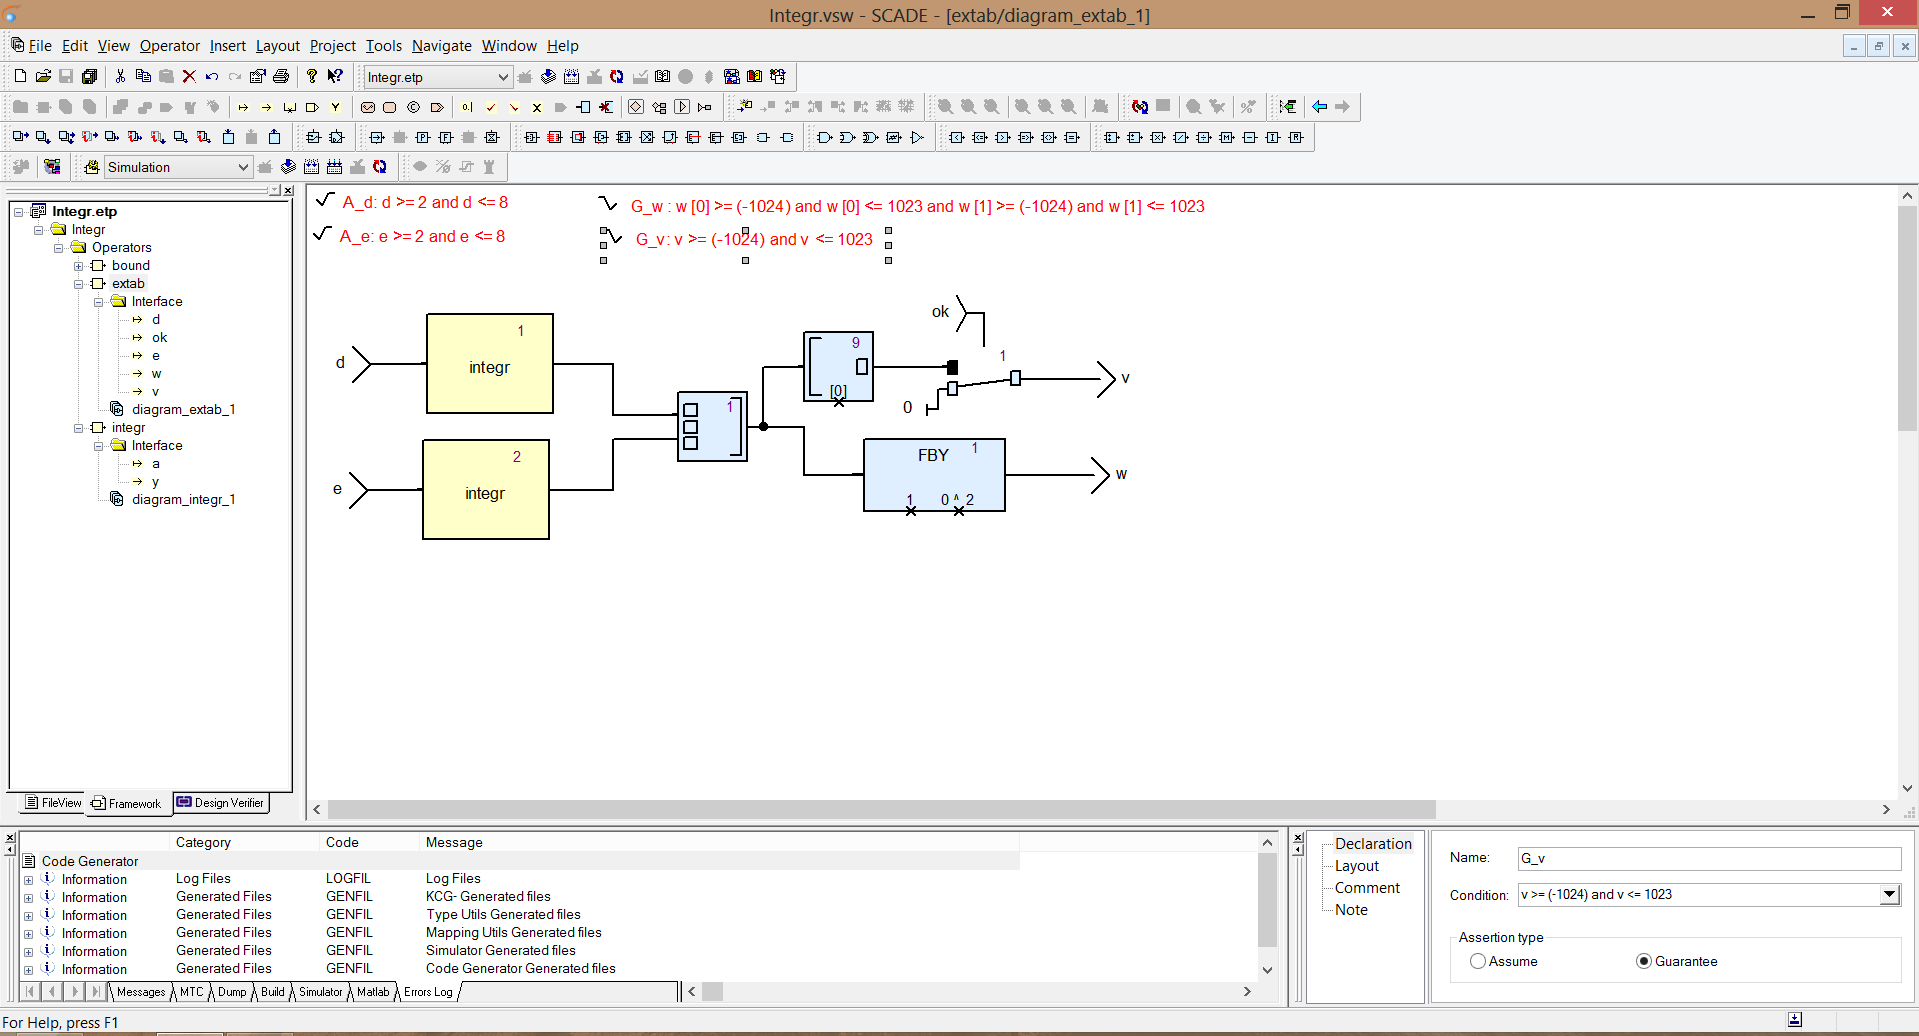 Integr.vsw - SCADE - [extab/diagram_extab_1]
File Edit View Operator Insert Layout Project Tools Navigate Window Help
Integr.etp
Simulation
Integr.etp
Integr
Operators
bound
extab
Interface
d
ok
e
w
v
diagram_extab_1
integr
Interface
a
y
diagram_integr_1
FileView Framework Design Verifier
A_d: d >= 2 and d <= 8
G_w : w [0] >= (-1024) and w [0] <= 1023 and w [1] >= (-1024) and w [1] <= 1023
A_e: e >= 2 and e <= 8
G_v: v >= (-1024) and v <= 1023
ok
1
9
1
d
integr
[0]
v
1
0
2
FBY 1
e
integr
w
1 0 ^ 2
Category Code Message
Code Generator
Information Log Files LOGFIL Log Files
Information Generated Files GENFIL KCG- Generated files
Information Generated Files GENFIL Type Utils Generated files
Information Generated Files GENFIL Mapping Utils Generated files
Information Generated Files GENFIL Simulator Generated files
Information Generated Files GENFIL Code Generator Generated files
Messages MTC Dump Build Simulator Matlab Errors Log
Declaration
Layout
Comment
Note
Name: G_v
Condition: v >= (-1024) and v <= 1023
Assertion type
Assume Guarantee
For Help, press F1